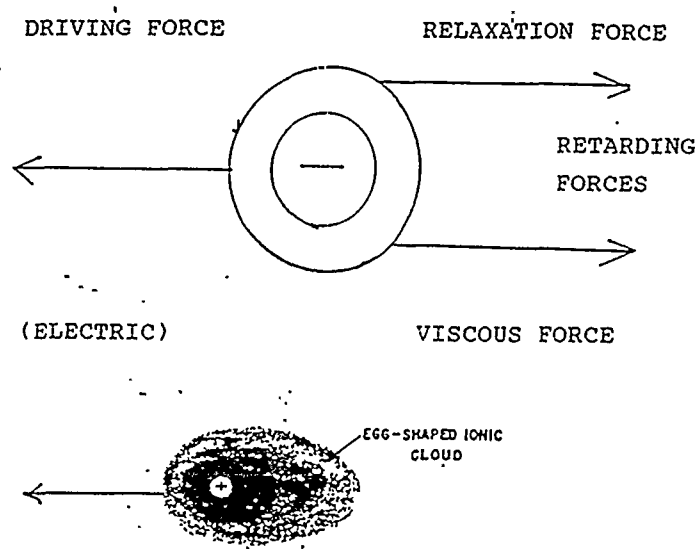 DRIVING FORCE
RELAXATION FORCE
RETARDING
FORCES
(ELECTRIC)
VISCOUS FORCE
EGG-SHAPED IONIC
CLOUD
+